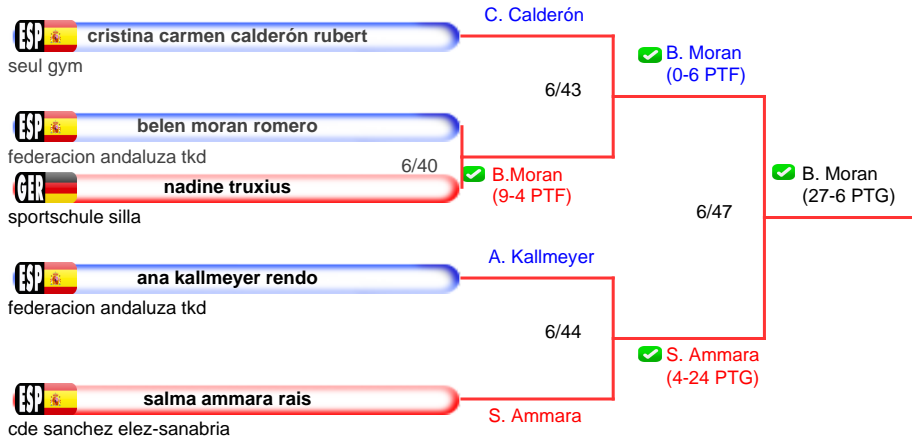 C. Calderón
ESP cristina carmen calderón rubert
seul gym
B. Moran
(0-6 PTF)
6/43
ESP belen moran romero
federacion andaluza tkd
6/40
B.Moran
(9-4 PTF)
GER nadine truxius
sportschule silla
B. Moran
(27-6 PTG)
6/47
A. Kallmeyer
ESP ana kallmeyer rendo
federacion andaluza tkd
6/44
S. Ammara
(4-24 PTG)
ESP salma ammara rais
S. Ammara
cde sanchez elez-sanabria